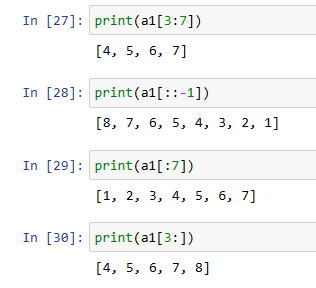 In [27]: print(a1[3:7])
[4, 5, 6, 7]
In [28]: print(a1[::-1])
[8, 7, 6, 5, 4, 3, 2, 1]
In [29]: print(a1[:7])
[1, 2, 3, 4, 5, 6, 7]
In [30]: print(a1[3:])
[4, 5, 6, 7, 8]